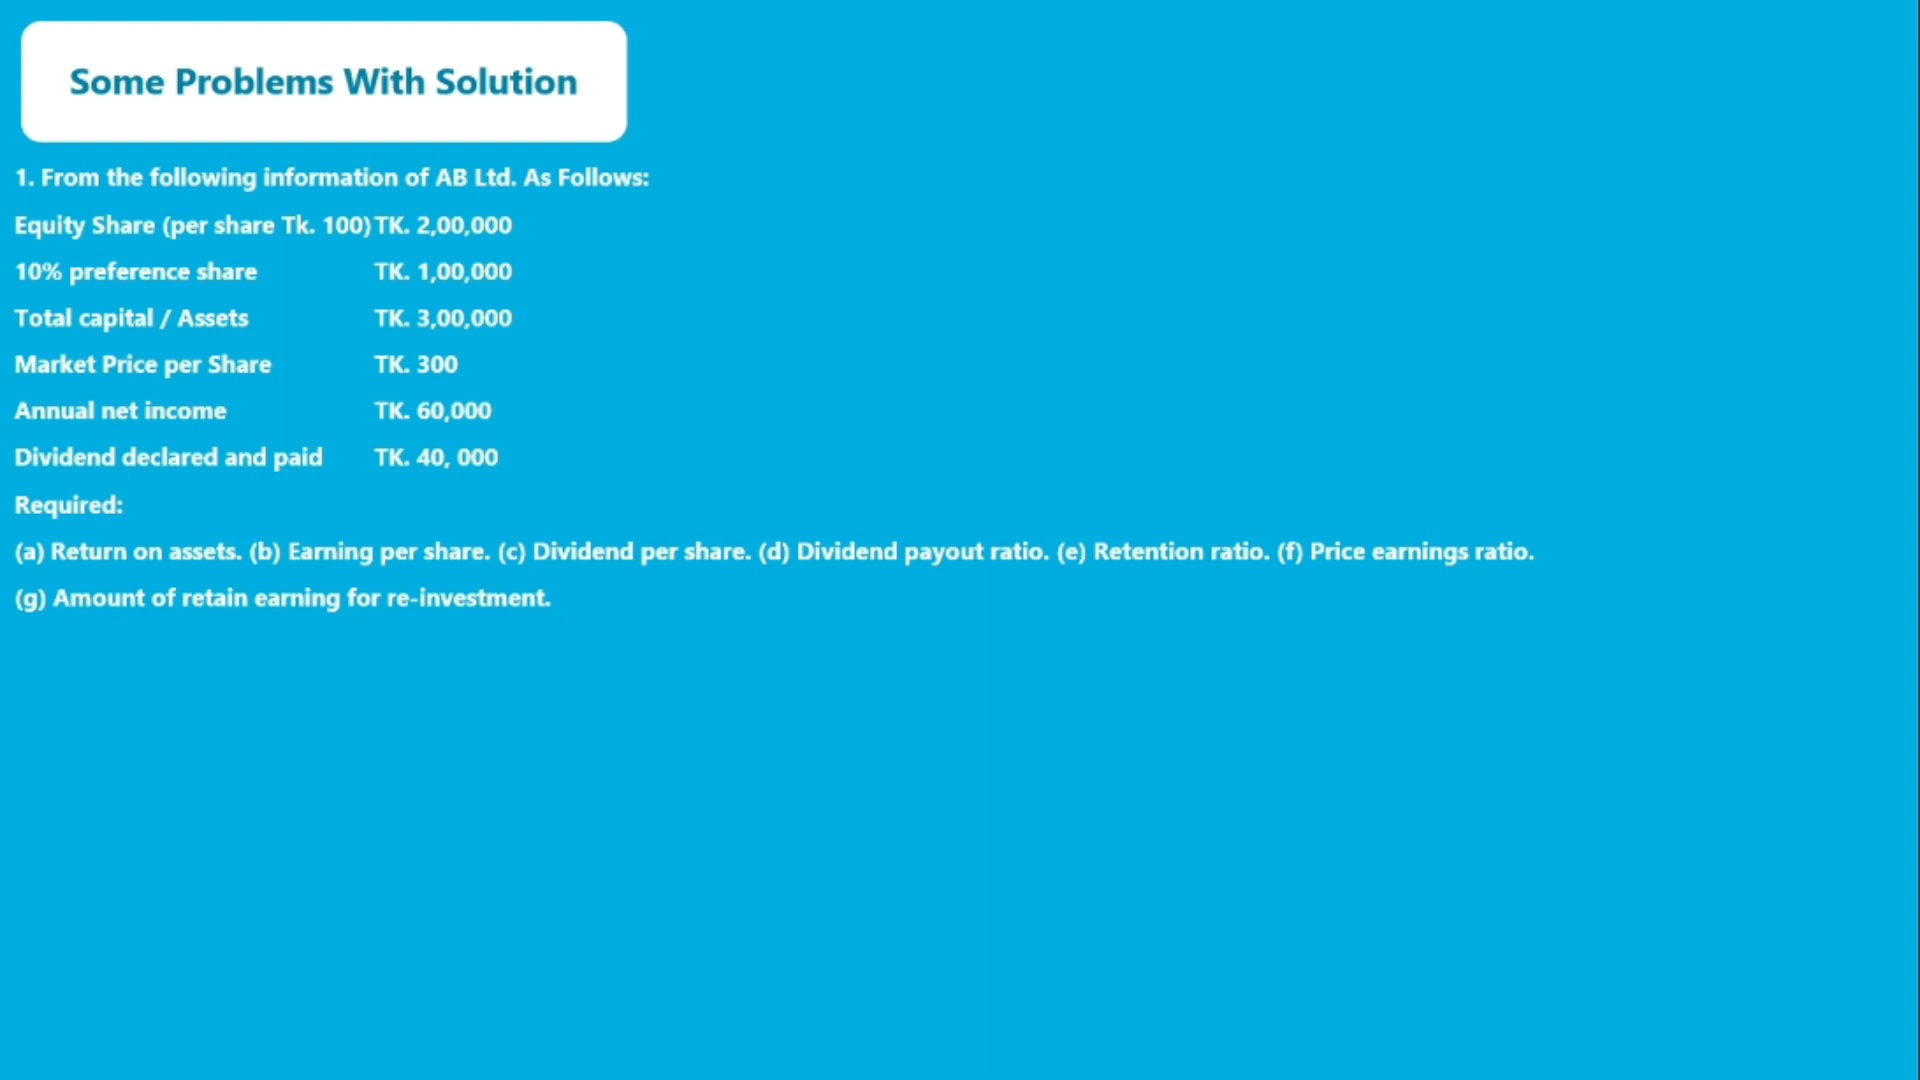 Some Problems With Solution
1. From the following information of AB Ltd. As Follows:
Equity Share (per share Tk. 100) TK. 2,00,000
10% preference share TK. 1,00,000
Total capital / Assets TK. 3,00,000
Market Price per Share TK. 300
Annual net income TK. 60,000
Dividend declared and paid TK. 40, 000
Required:
(a) Return on assets. (b) Earning per share. (c) Dividend per share. (d) Dividend payout ratio. (e) Retention ratio. (f) Price earnings ratio.
(g) Amount of retain earning for re-investment.